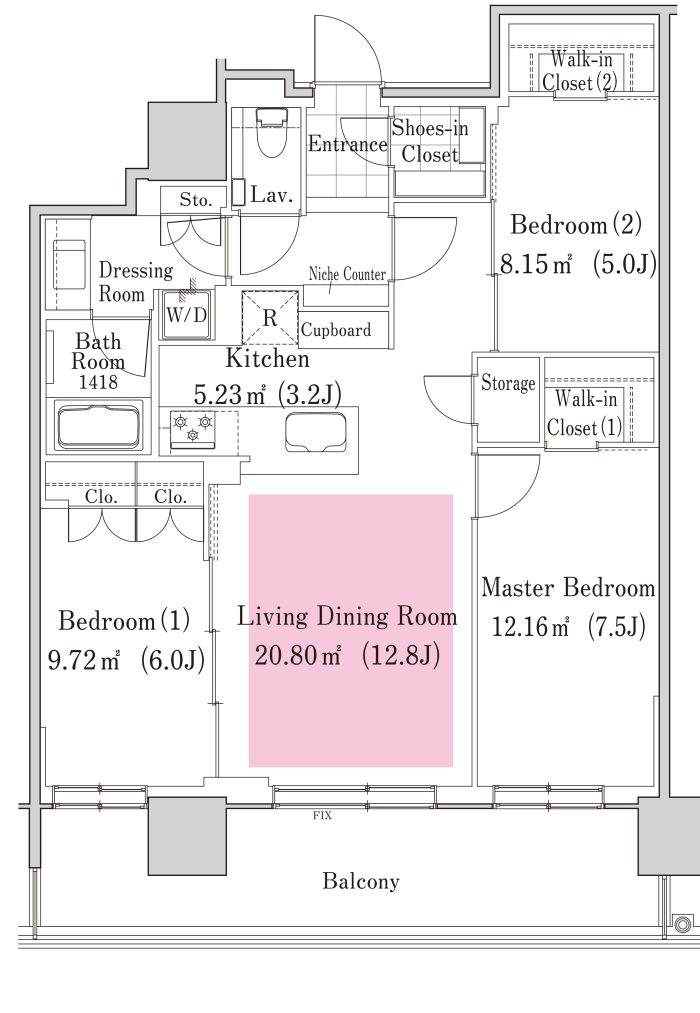 Walk-in
Closet(2)
Entrance
Shoes-in
Closet
Lav.
Sto.
Bedroom(2)
8.15㎡ (5.0J)
Dressing
Room
Niche Counter
W/D
R
Cupboard
Bath
Room
1418
Kitchen
5.23㎡(3.2J)
Storage
Walk-in
Closet(1)
Clo.
Clo.
Master Bedroom
12.16㎡ (7.5J)
Living Dining Room
20.80㎡ (12.8J)
Bedroom(1)
9.72㎡ (6.0J)
FIX
Balcony